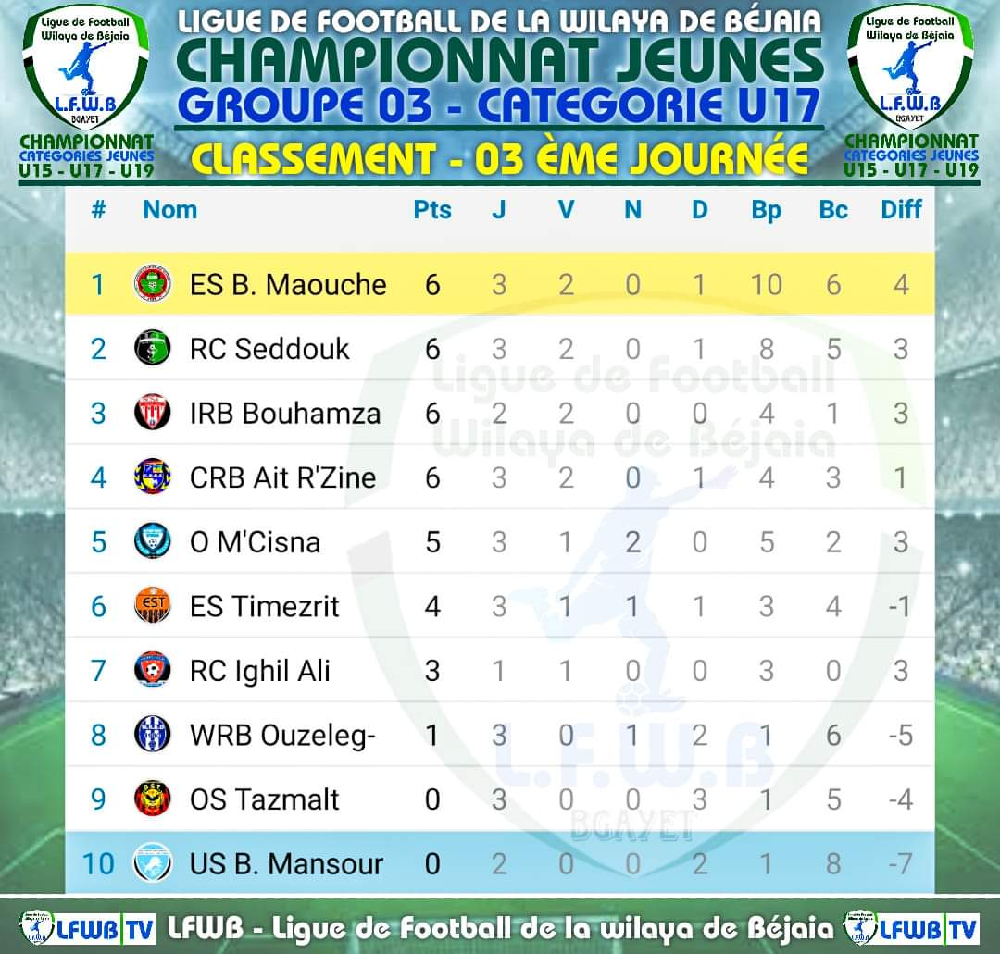 LIGUE DE FOOTBALL DE LA WILAYA DE BÉJAIA
CHAMPIONNAT JEUNES
GROUPE 03 - CATEGORIE U17
CLASSEMENT - 03 ÈME JOURNÉE
Ligue de Football
Wilaya de Béjaia
L.F.W.B
BGAYET
CHAMPIONNAT
CATEGORIES JEUNES
U15 - U17 - U19
Ligue de Football
Wilaya de Béjaia
L.F.W.B
BGAYET
CHAMPIONNAT
CATEGORIES JEUNES
U15 - U17 - U19
# Nom Pts J V N D Bp Bc Diff
1 ES B. Maouche 6 3 2 0 1 10 6 4
2 RC Seddouk 6 3 2 0 1 8 5 3
3 IRB Bouhamza 6 2 2 0 0 4 1 3
4 CRB Ait R'Zine 6 3 2 0 1 4 3 1
5 O M'Cisna 5 3 1 2 0 5 2 3
6 EST ES Timezrit 4 3 1 1 1 3 4 -1
7 RC Ighil Ali 3 1 1 0 0 3 0 3
8 WRB Ouzeleg- 1 3 0 1 2 1 6 -5
9 OST OS Tazmalt 0 3 0 0 3 1 5 -4
10 US B. Mansour 0 2 0 0 2 1 8 -7
Ligue de Football
Wilaya de Béjaia
L.F.W.B
BGAYET
LFWB TV LFWB - Ligue de Football de la wilaya de Béjaia LFWB TV